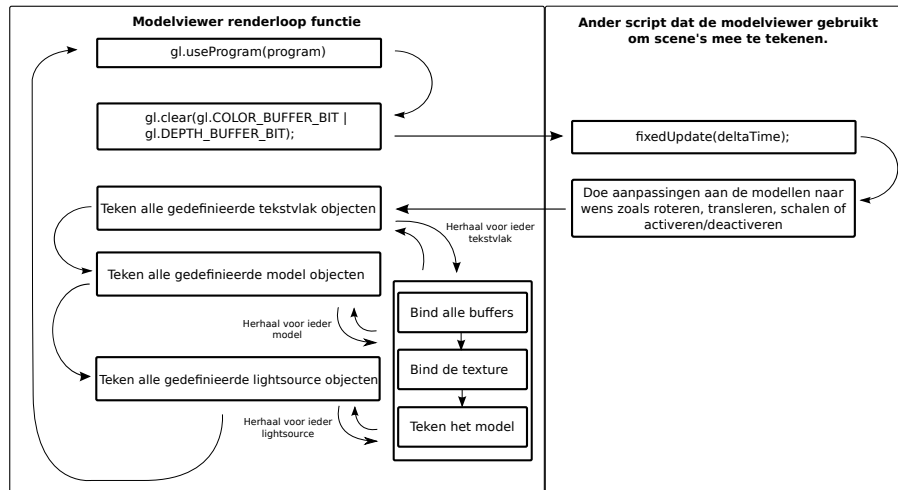 Modelviewer renderloop functie
gl.useProgram(program)
gl.clear(gl.COLOR_BUFFER_BIT |
gl.DEPTH_BUFFER_BIT);
Teken alle gedefinieerde tekstvlak objecten
Herhaal voor ieder
tekstvlak
Teken alle gedefinieerde model objecten
Herhaal voor ieder
model
Teken alle gedefinieerde lightsource objecten
Herhaal voor ieder
lightsource
Bind alle buffers
Bind de texture
Teken het model
Ander script dat de modelviewer gebruikt
om scene's mee te tekenen.
fixedUpdate(deltaTime);
Doe aanpassingen aan de modellen naar
wens zoals roteren, transleren, schalen of
activeren/deactiveren